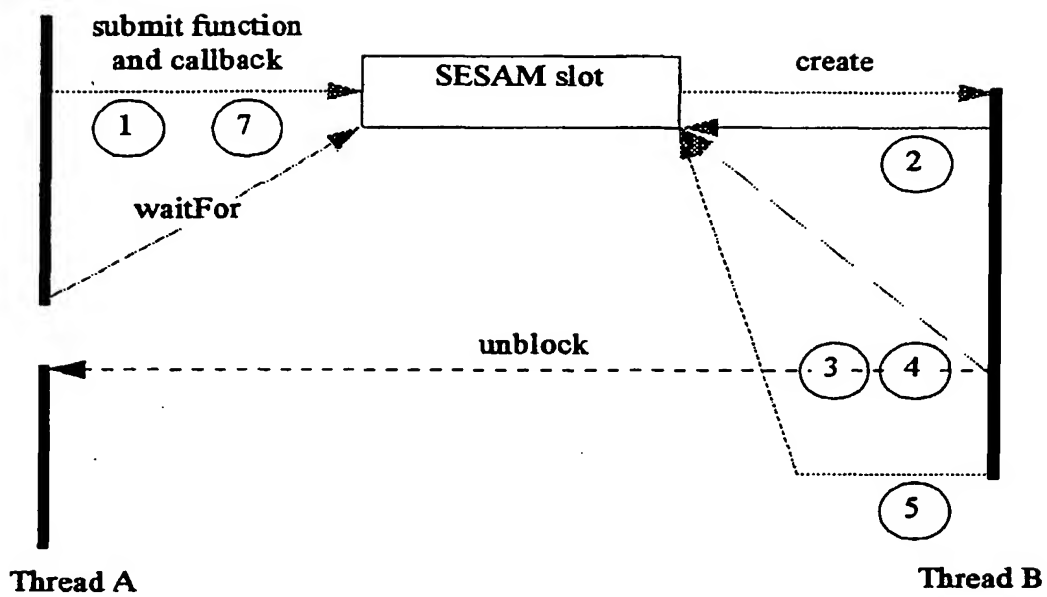 submit function
and callback
SESAM slot
create
1
7
2
waitFor
unblock
3
4
5
Thread A
Thread B